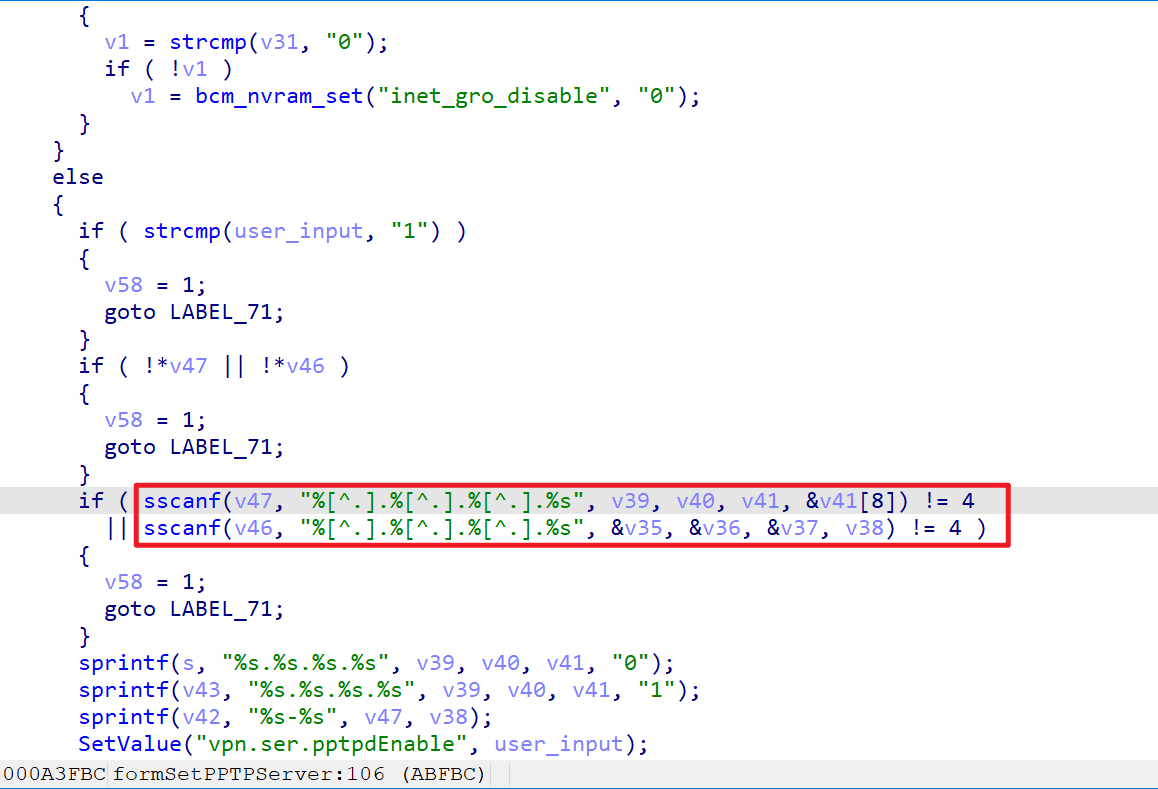 {
v1 = strcmp(v31, "0");
if ( !v1 )
v1 = bcm_nvram_set("inet_gro_disable", "0");
}
}
else
{
if ( strcmp(user_input, "1") )
{
v58 = 1;
goto LABEL_71;
}
if ( !*v47 || !*v46 )
{
v58 = 1;
goto LABEL_71;
}
if ( sscanf(v47, "%[^.].%[^.].%[^.].%s", v39, v40, v41, &v41[8]) != 4
|| sscanf(v46, "%[^.].%[^.].%[^.].%s", &v35, &v36, &v37, v38) != 4 )
{
v58 = 1;
goto LABEL_71;
}
sprintf(s, "%s.%s.%s.%s", v39, v40, v41, "0");
sprintf(v43, "%s.%s.%s.%s", v39, v40, v41, "1");
sprintf(v42, "%s-%s", v47, v38);
SetValue("vpn.ser.pptpdEnable", user_input);
000A3FBC formSetPPTPServer:106 (ABFBC)